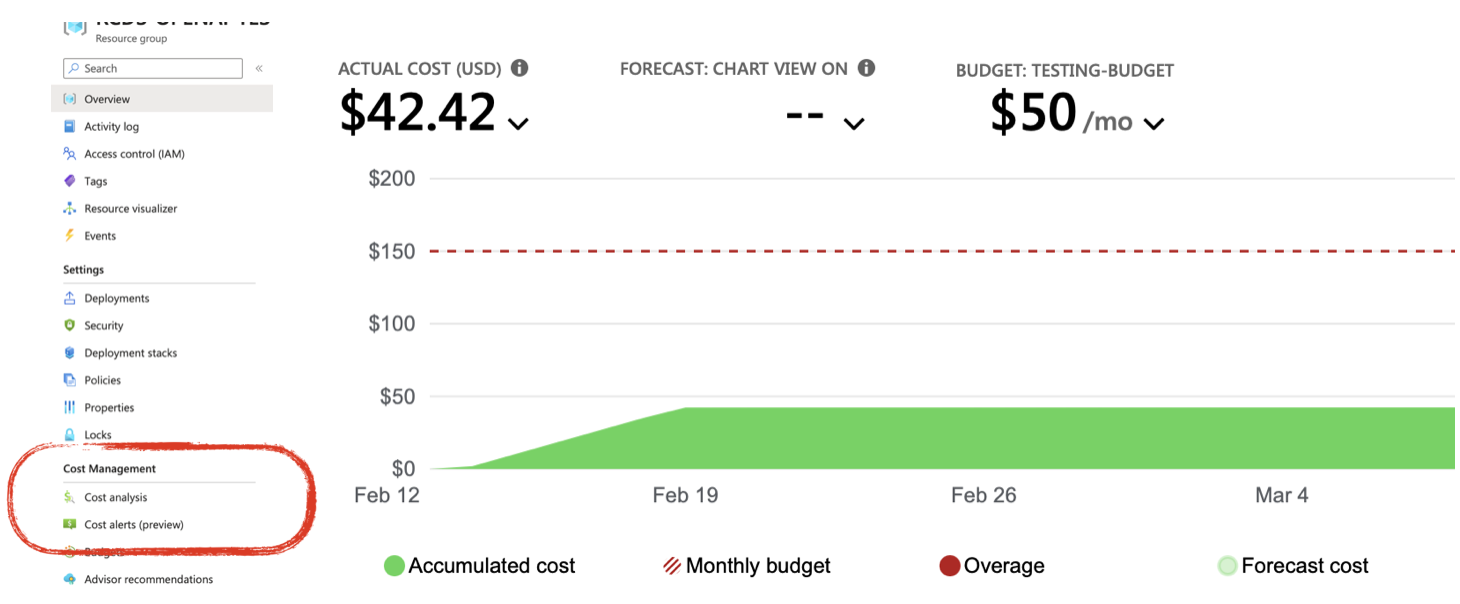 Resource group
Search
«
Overview
Activity log
Access control (IAM)
Tags
Resource visualizer
Events
Settings
Deployments
Security
Deployment stacks
Policies
Properties
Locks
Cost Management
Cost analysis
Cost alerts (preview)
Budgets
Advisor recommendations
ACTUAL COST (USD)
$42.42
FORECAST: CHART VIEW ON
--
BUDGET: TESTING-BUDGET
$50 /mo
$200
$150
$100
$50
$0
Feb 12 Feb 19 Feb 26 Mar 4
Accumulated cost Monthly budget Overage Forecast cost